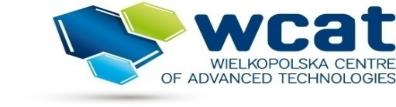 wcat
WIELKOPOLSKA CENTRE
OF ADVANCED TECHNOLOGIES